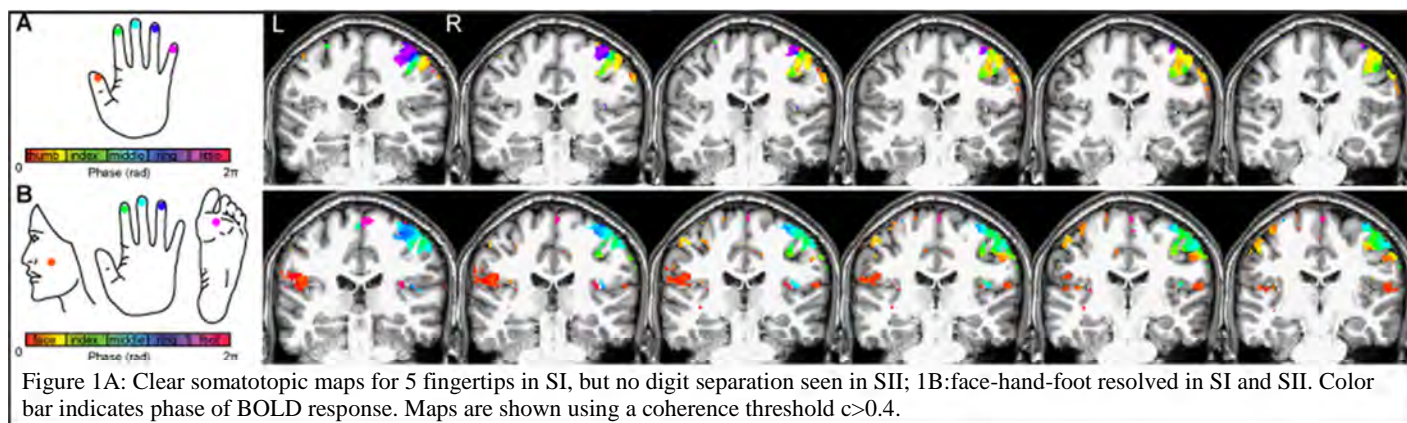 A
L
R
thumb index middle ring little
0 Phase (rad) 2π
B
face index middle ring foot
0 Phase (rad) 2π
Figure 1A: Clear somatotopic maps for 5 fingertips in SI, but no digit separation seen in SII; 1B:face-hand-foot resolved in SI and SII. Color
bar indicates phase of BOLD response. Maps are shown using a coherence threshold c>0.4.